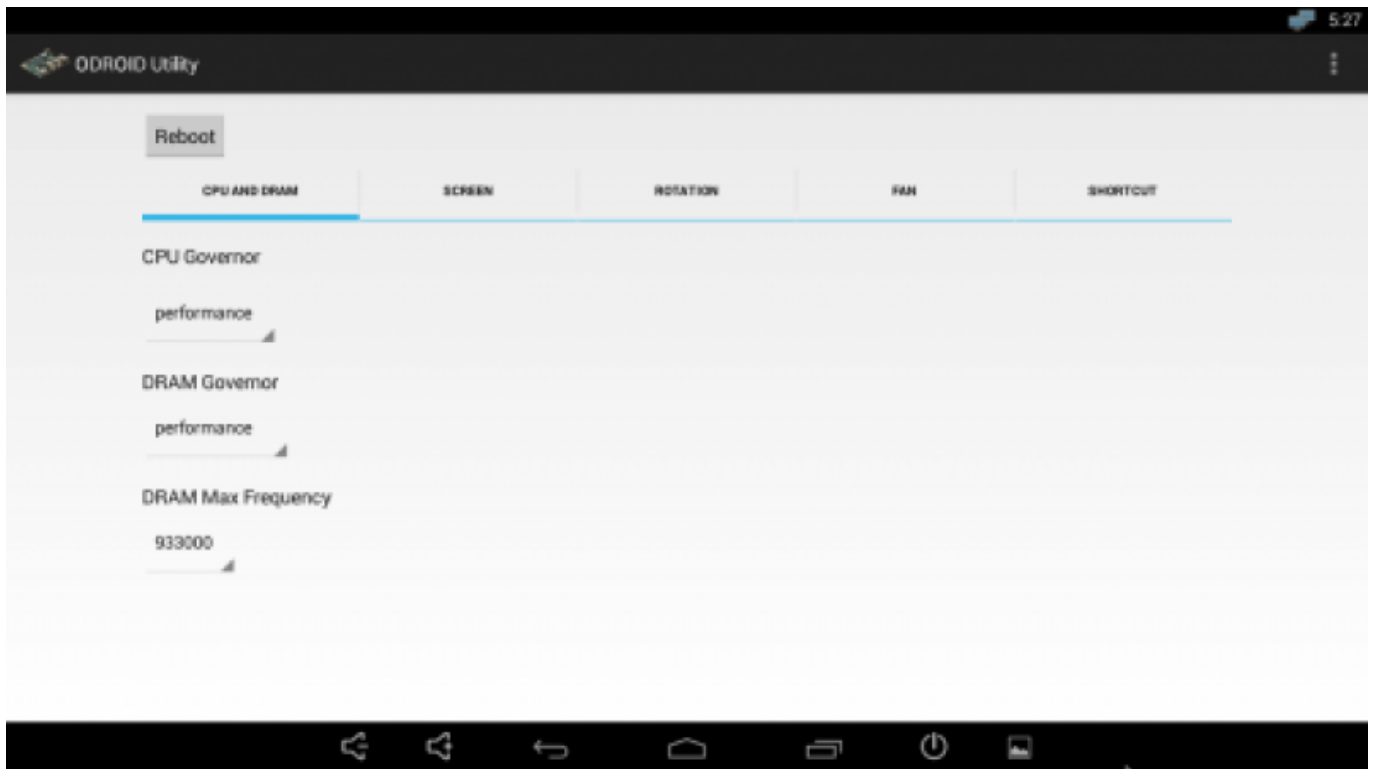 5:27
ODROID Utility
Reboot
CPU AND DRAM SCREEN ROTATION FAN SHORTCUT
CPU Governor
performance
DRAM Governor
performance
DRAM Max Frequency
933000